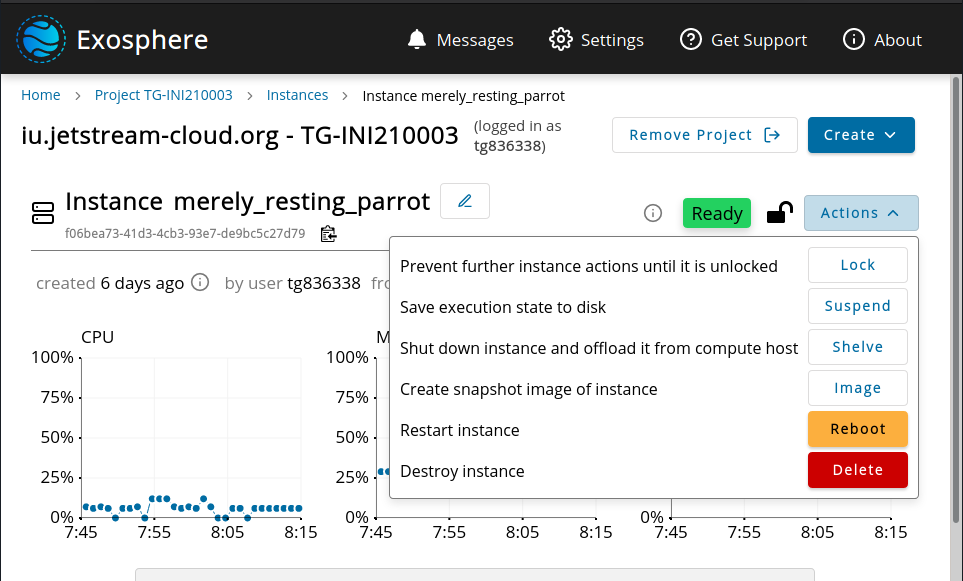 Exosphere
Messages
Settings
Get Support
About
Home > Project TG-INI210003 > Instances > Instance merely_resting_parrot
iu.jetstream-cloud.org - TG-INI210003
(logged in as
tg836338)
Remove Project
Create
Instance merely_resting_parrot
f06bea73-41d3-4cb3-93e7-de9bc5c27d79
Ready
Actions
created 6 days ago
by user tg836338
Prevent further instance actions until it is unlocked
Lock
Save execution state to disk
Suspend
Shut down instance and offload it from compute host
Shelve
Create snapshot image of instance
Image
Restart instance
Reboot
Destroy instance
Delete
CPU
100%
75%
50%
25%
0%
7:45 7:55 8:05 8:15
100%
75%
50%
25%
0%
7:45 7:55 8:05 8:15
0%
7:45 7:55 8:05 8:15